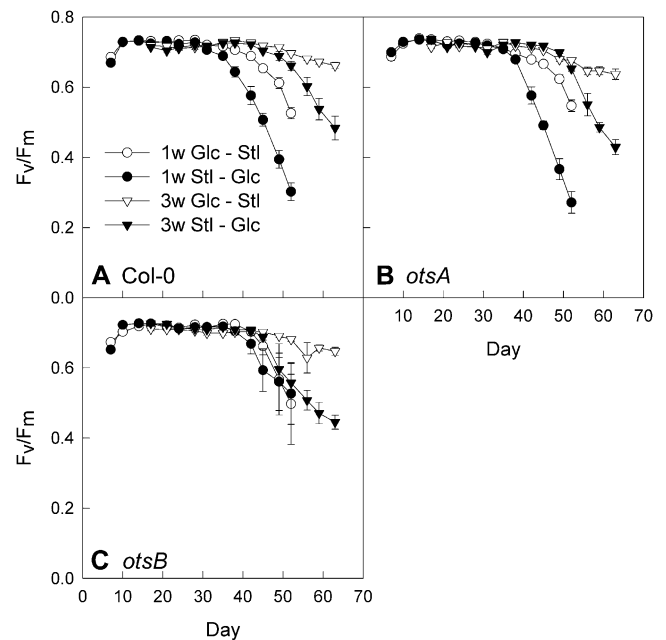 0.8
0.6
0.4
0.2
0.0
Fv/Fm
1w Glc - Stl
1w Stl - Glc
3w Glc - Stl
3w Stl - Glc
A Col-0
B otsA
10 20 30 40 50 60 70
Day
0.6
0.4
0.2
0.0
Fv/Fm
C otsB
0 10 20 30 40 50 60 70
Day